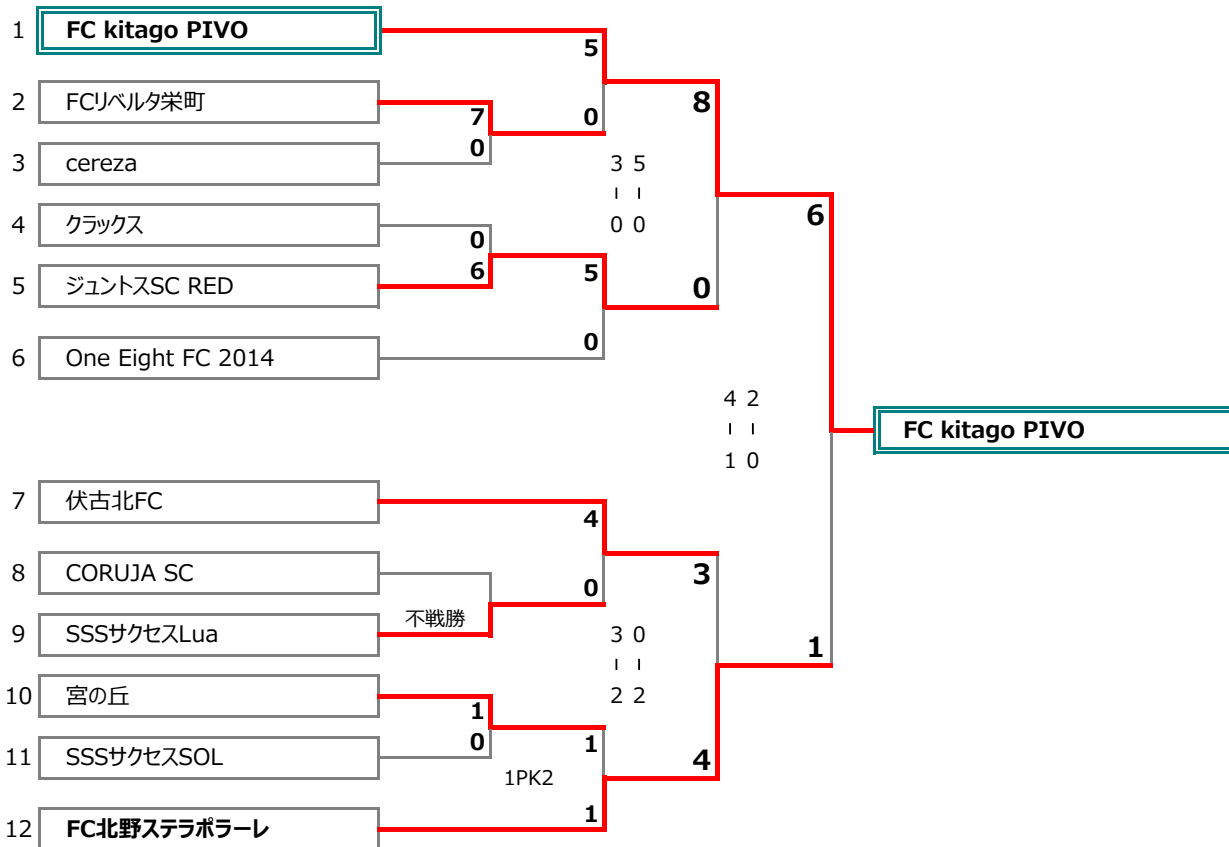 1 FC kitago PIVO
5
2 FCリベルタ栄町
8
7
0
0
3 cereza
3 5
ー ー
0 0
4 クラックス
6
0
6
5
0
5 ジュントスSC RED
0
6 One Eight FC 2014
4 2
ー ー
1 0
FC kitago PIVO
7 伏古北FC
4
8 CORUJA SC
3
0
不戦勝
9 SSSサクセスLua
3 0
ー ー
2 2
1
10 宮の丘
1
0
1
11 SSSサクセスSOL
4
1PK2
1
12 FC北野ステラポラーレ